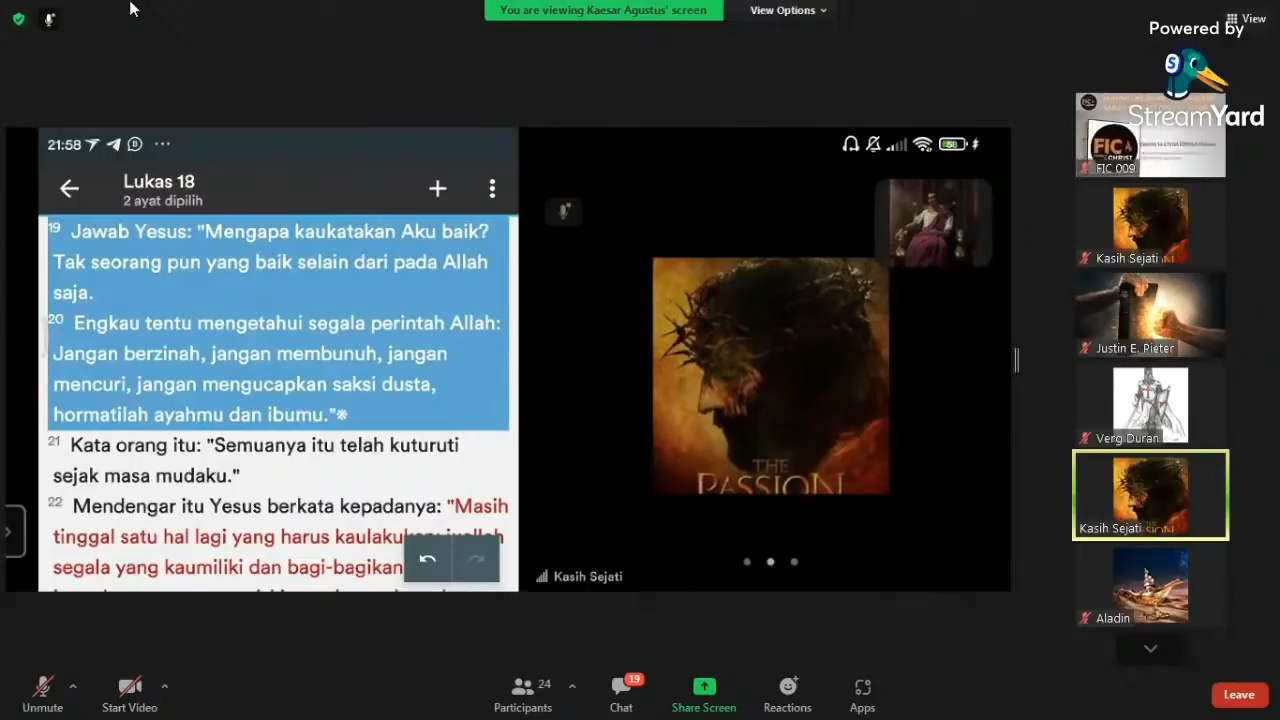 You are viewing Kaesar Agustus' screen
View Options
View
Powered by
StreamYard
21:58
Lukas 18
2 ayat dipilih
19 Jawab Yesus: "Mengapa kaukatakan Aku baik?
Tak seorang pun yang baik selain dari pada Allah
saja.
20 Engkau tentu mengetahui segala perintah Allah:
Jangan berzinah, jangan membunuh, jangan
mencuri, jangan mengucapkan saksi dusta,
hormatilah ayahmu dan ibumu."※
21 Kata orang itu: "Semuanya itu telah kuturuti
sejak masa mudaku."
22 Mendengar itu Yesus berkata kepadanya: "Masih
tinggal satu hal lagi yang harus
segala yang kaumiliki dan bagi-bagikan
58
THE
PASSION
Kasih Sejati
FIC
CHRIST
FIC 009
Kasih Sejati
Justin E. Pieter
Verg Duran
Kasih Sejati
Aladin
Unmute
Start Video
24
Participants
19
Chat
Share Screen
Reactions
Apps
Leave